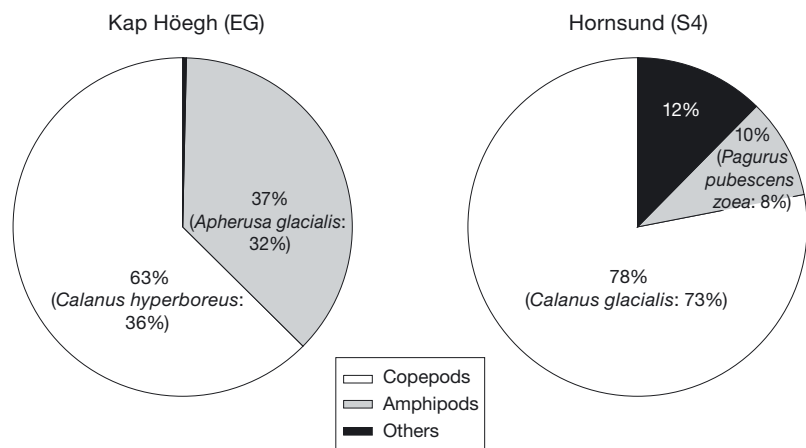 Kap Höegh (EG)
Hornsund (S4)
37%
(Apherusa glacialis:
32%)
63%
(Calanus hyperboreus:
36%)
12%
10%
(Pagurus
pubescens
zoea: 8%)
78%
(Calanus glacialis: 73%)
Copepods
Amphipods
Others